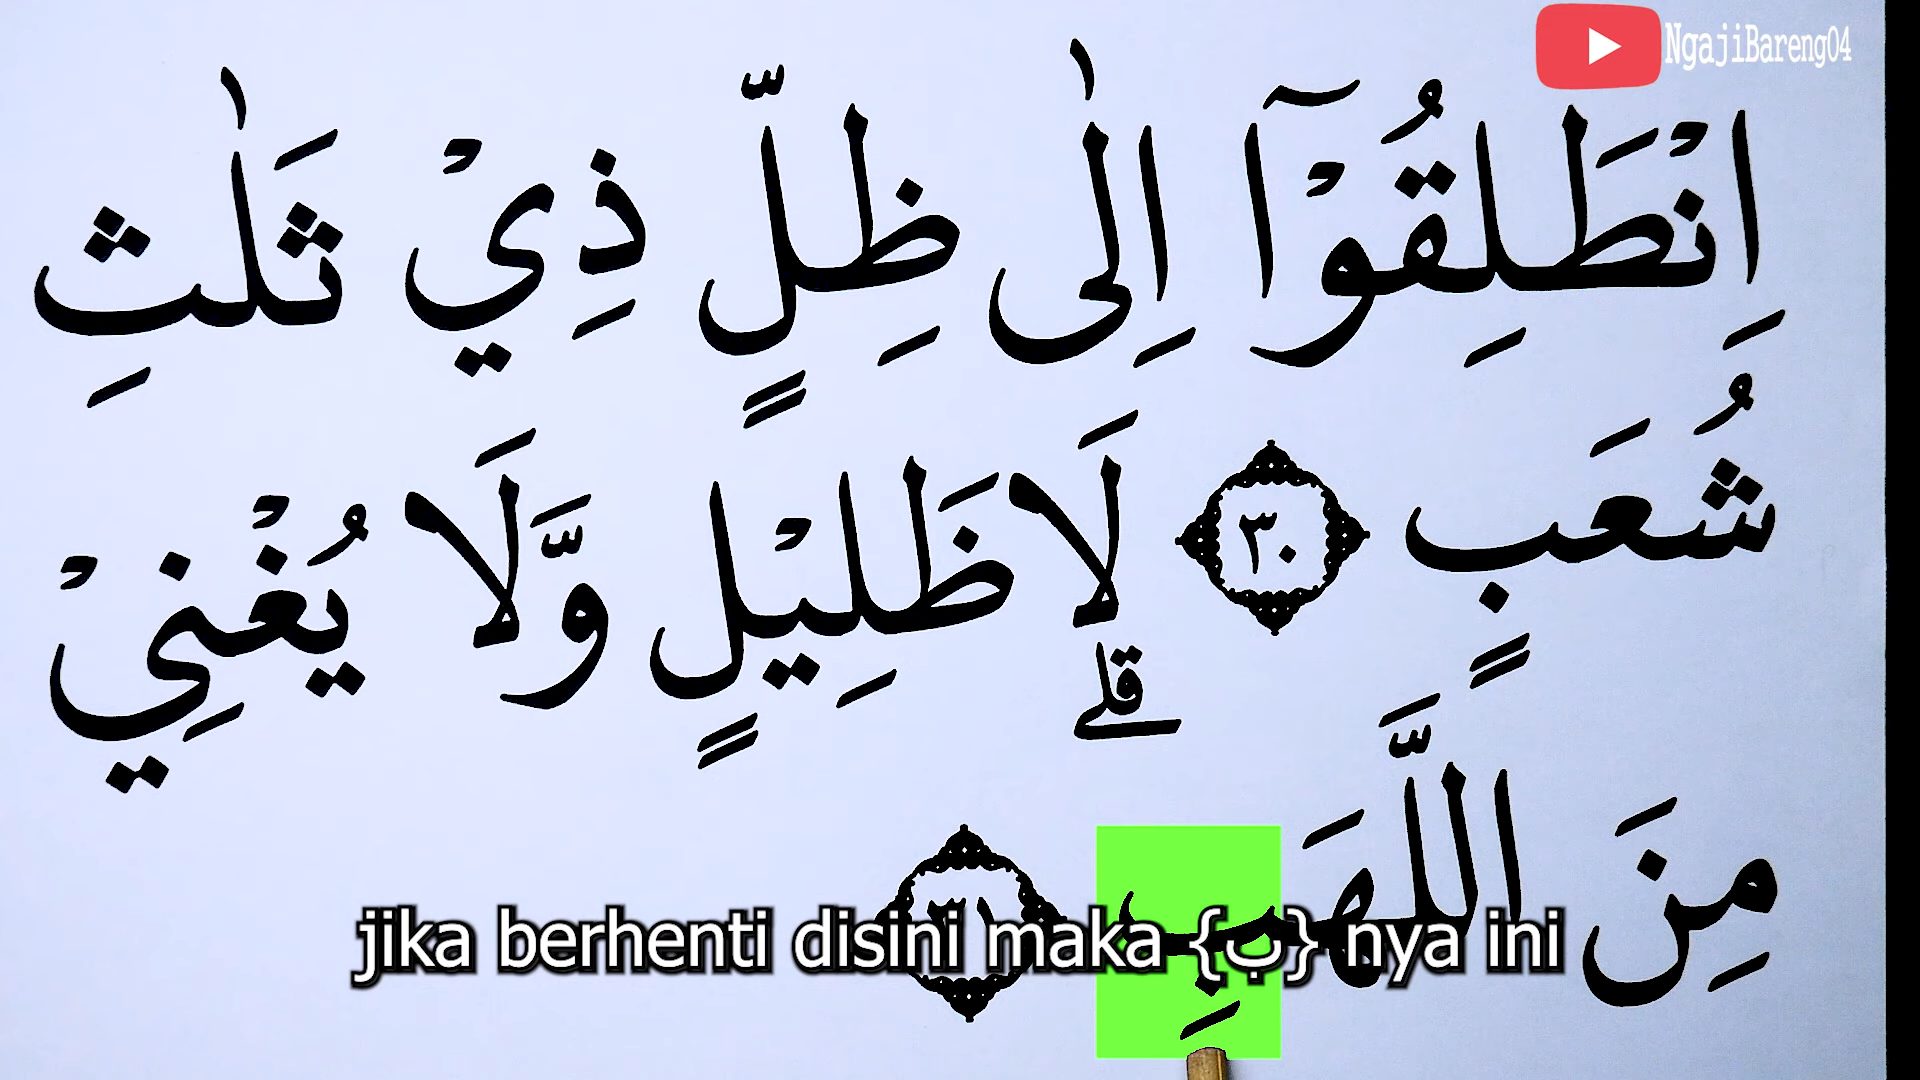 NgajiBareng04
اِنْطَلِقُوْٓا اِلٰى ظِلٍّ ذِيْ ثَلٰثِ
شُعَبٍ ٣٠ لَا ظَلِيْلٍ وَّلَا يُغْنِيْ
قلے
مِنَ اللَّهَبِ ٣١
jika berhenti disini maka {ب} nya ini